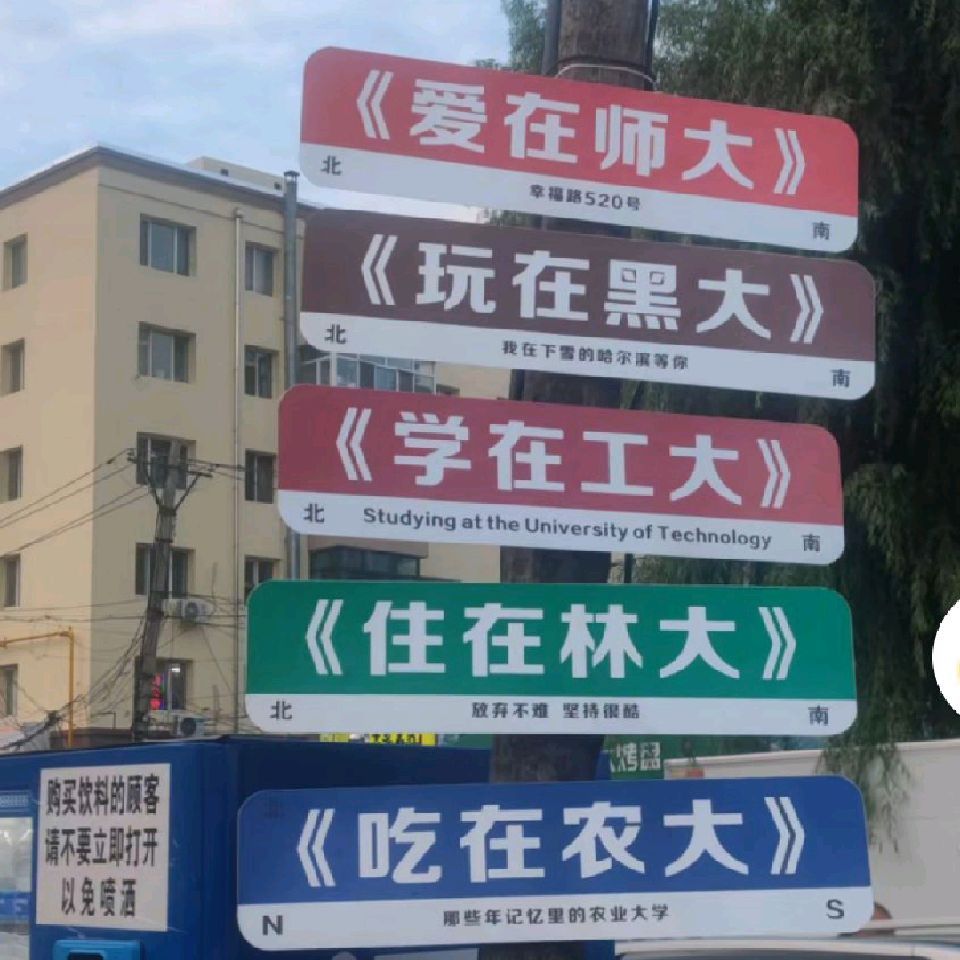 《爱在师大》
北 幸福路520号 南
《玩在黑大》
北 我在下雪的哈尔滨等你 南
《学在工大》
北 Studying at the University of Technology 南
《住在林大》
北 放弃不难 坚持很酷 南
《吃在农大》
N 那些年记忆里的农业大学 S
购买饮料的顾客
请不要立即打开
以免喷洒